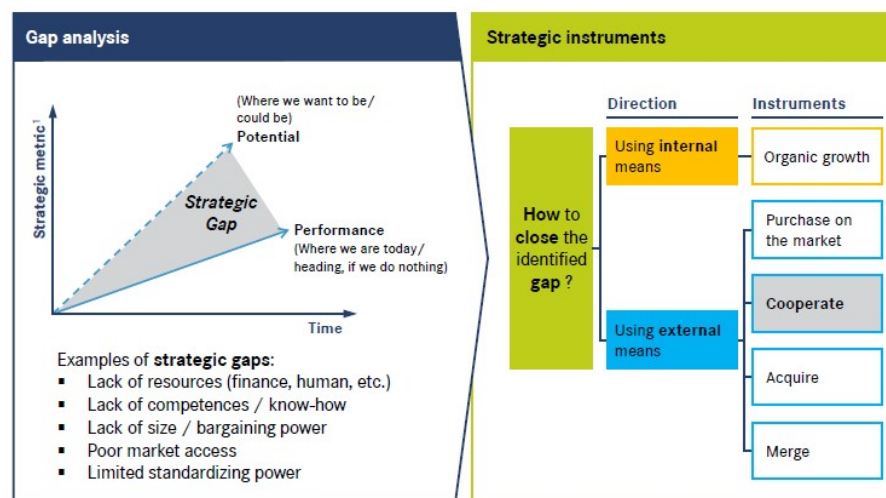 Gap analysis
Strategic metric¹
(Where we want to be/
could be)
Potential
Strategic
Gap
Performance
(Where we are today/
heading, if we do nothing)
Time
Examples of strategic gaps:
▪ Lack of resources (finance, human, etc.)
▪ Lack of competences / know-how
▪ Lack of size / bargaining power
▪ Poor market access
▪ Limited standardizing power
Strategic instruments
Direction
Instruments
How to
close the
identified
gap ?
Using internal
means
Organic growth
Using external
means
Purchase on
the market
Cooperate
Acquire
Merge